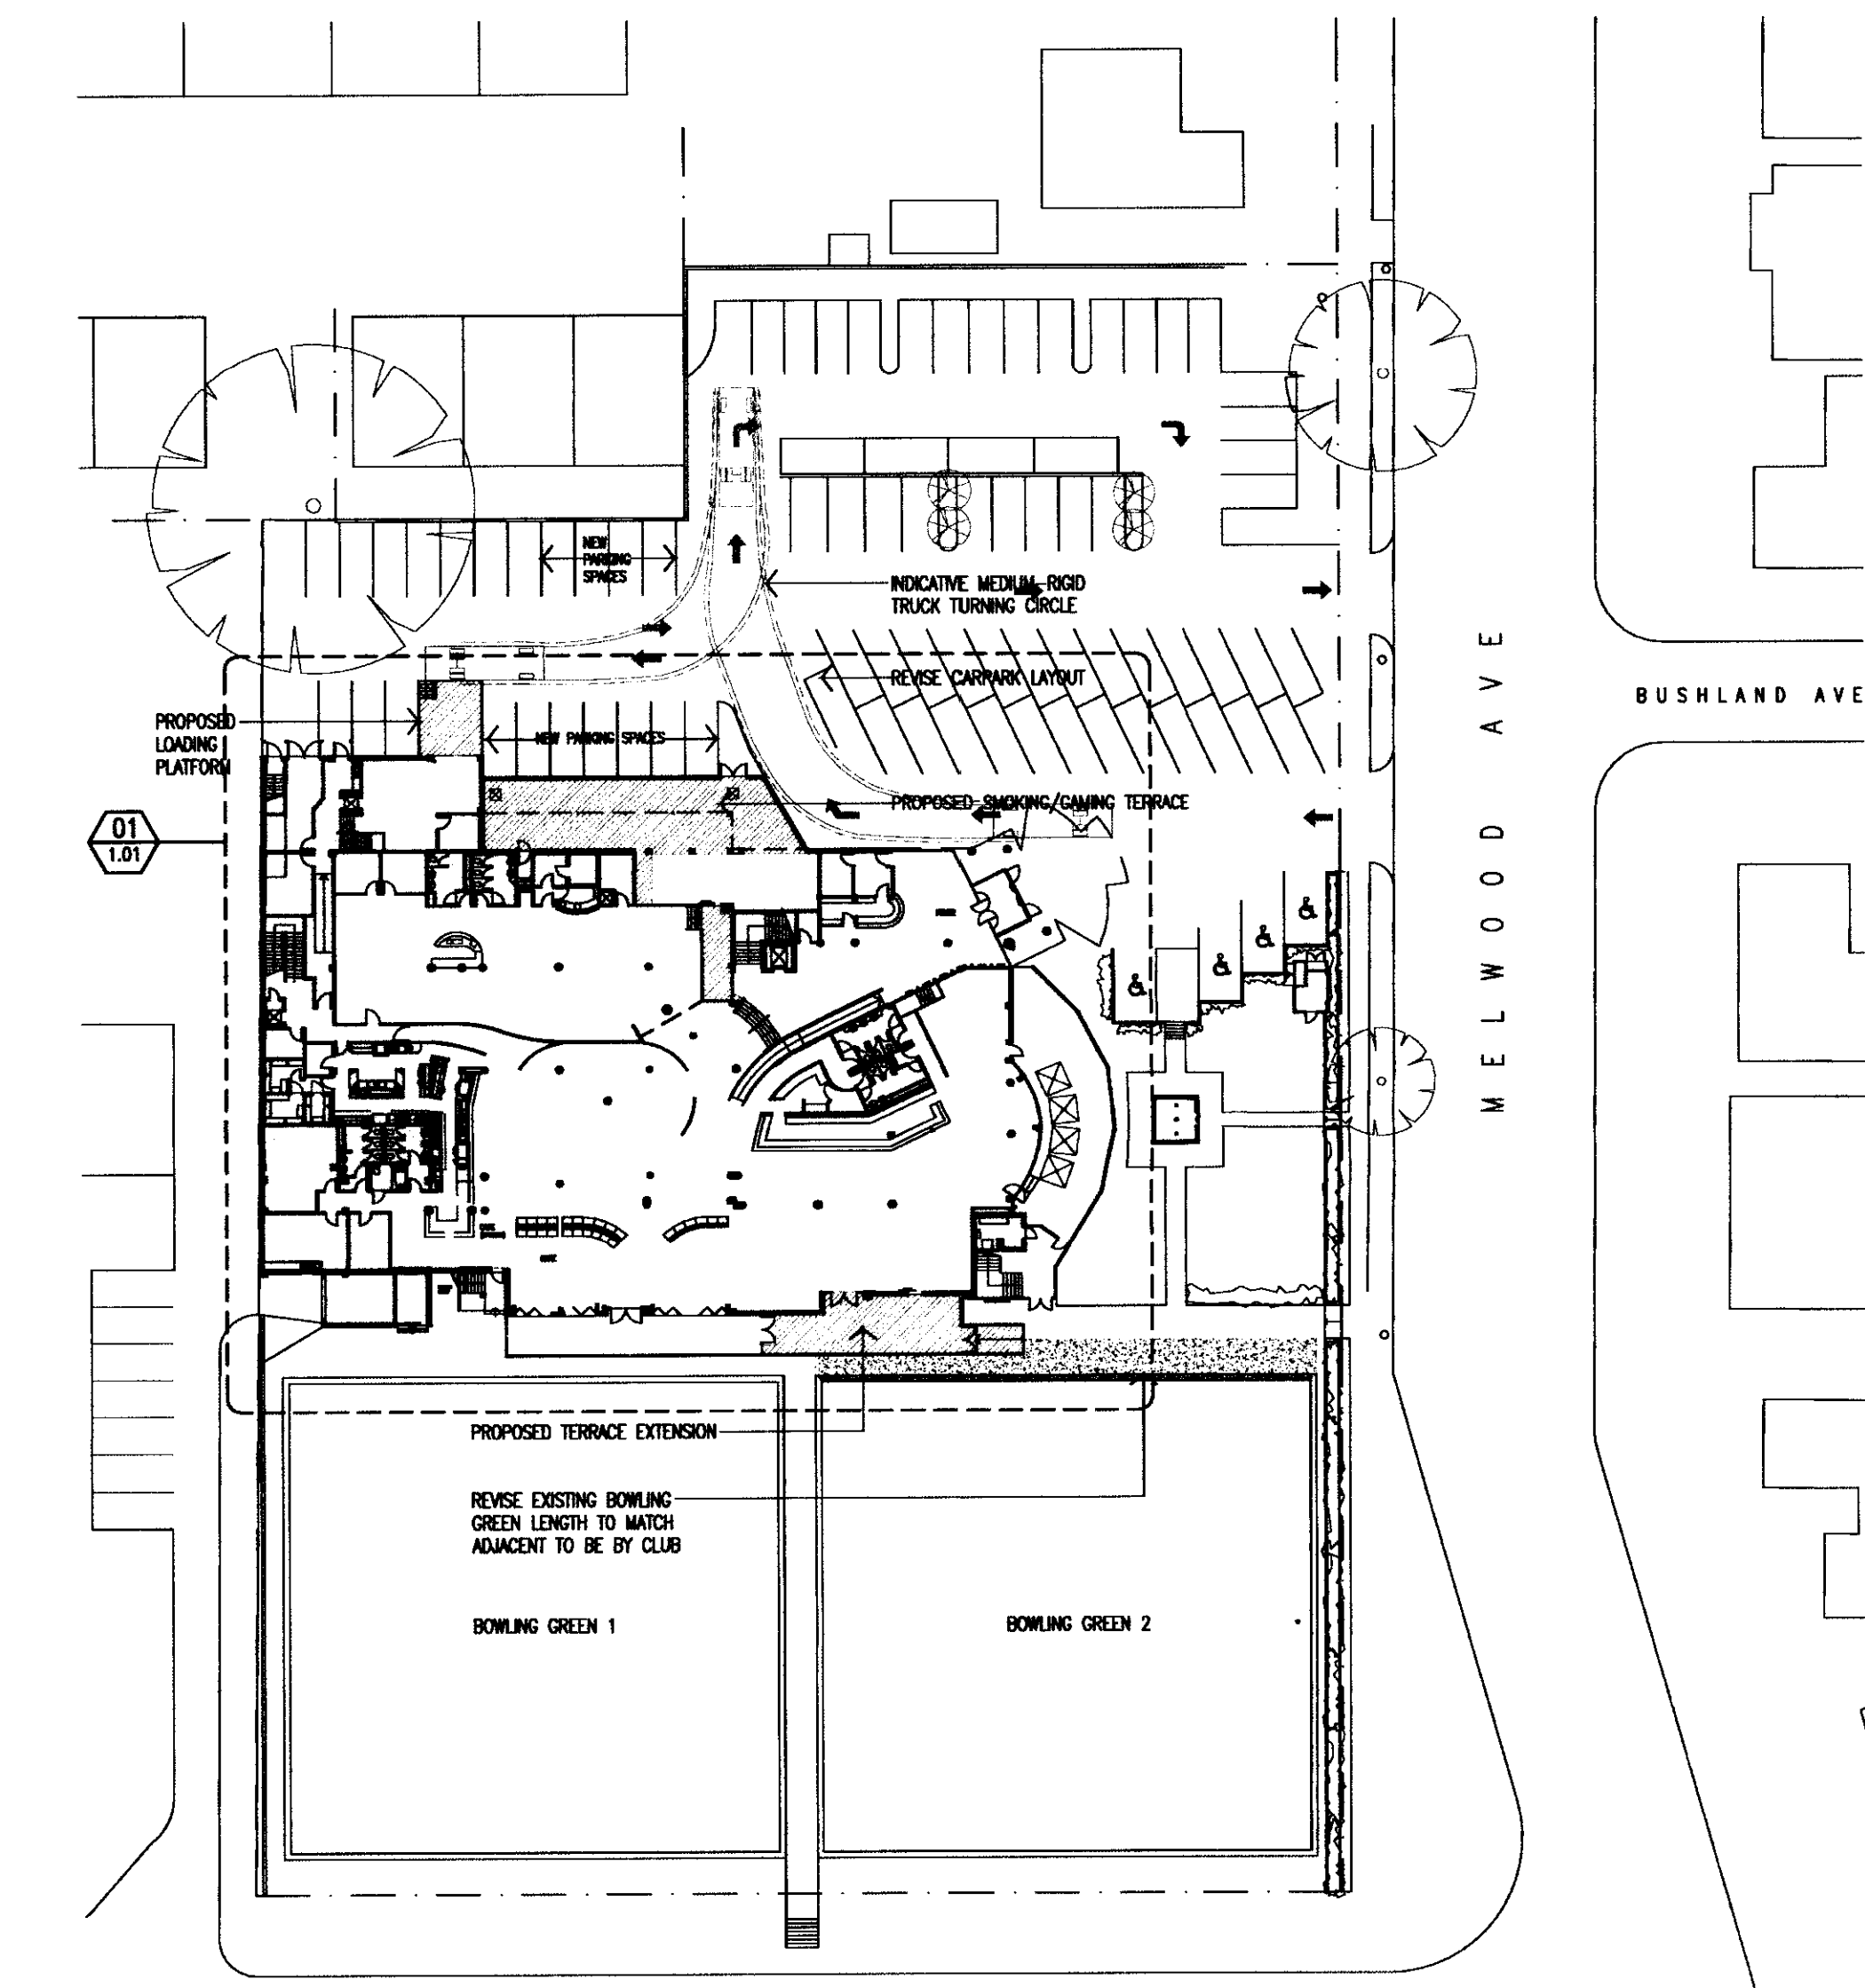 NEW
PARKING
SPACES
INDICATIVE MEDIUM RIGID
TRUCK TURNING CIRCLE
REVISE CARPARK LAYOUT
BUSHLAND AVE
MELWOOD AVE
PROPOSED
LOADING
PLATFORM
NEW PARKING SPACES
PROPOSED SMOKING/GAMING TERRACE
01
1.01
PROPOSED TERRACE EXTENSION
REVISE EXISTING BOWLING
GREEN LENGTH TO MATCH
ADJACENT TO BE BY CLUB
BOWLING GREEN 1
BOWLING GREEN 2